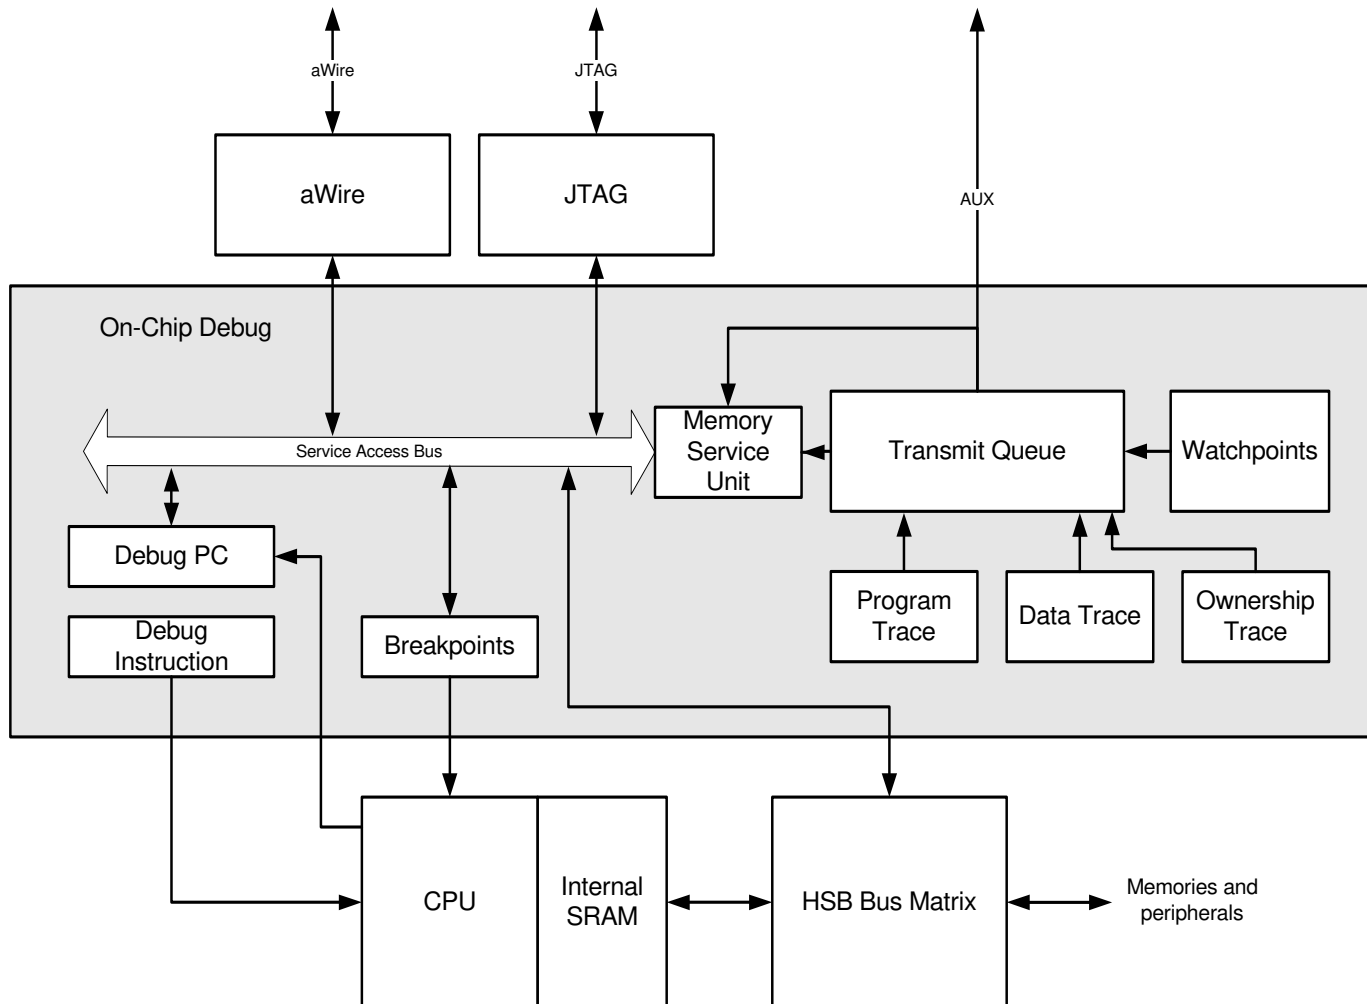 aWire
JTAG
aWire
JTAG
AUX
On-Chip Debug
Service Access Bus
Memory
Service
Unit
Transmit Queue
Watchpoints
Debug PC
Debug
Instruction
Breakpoints
Program
Trace
Data Trace
Ownership
Trace
CPU
Internal
SRAM
HSB Bus Matrix
Memories and
peripherals